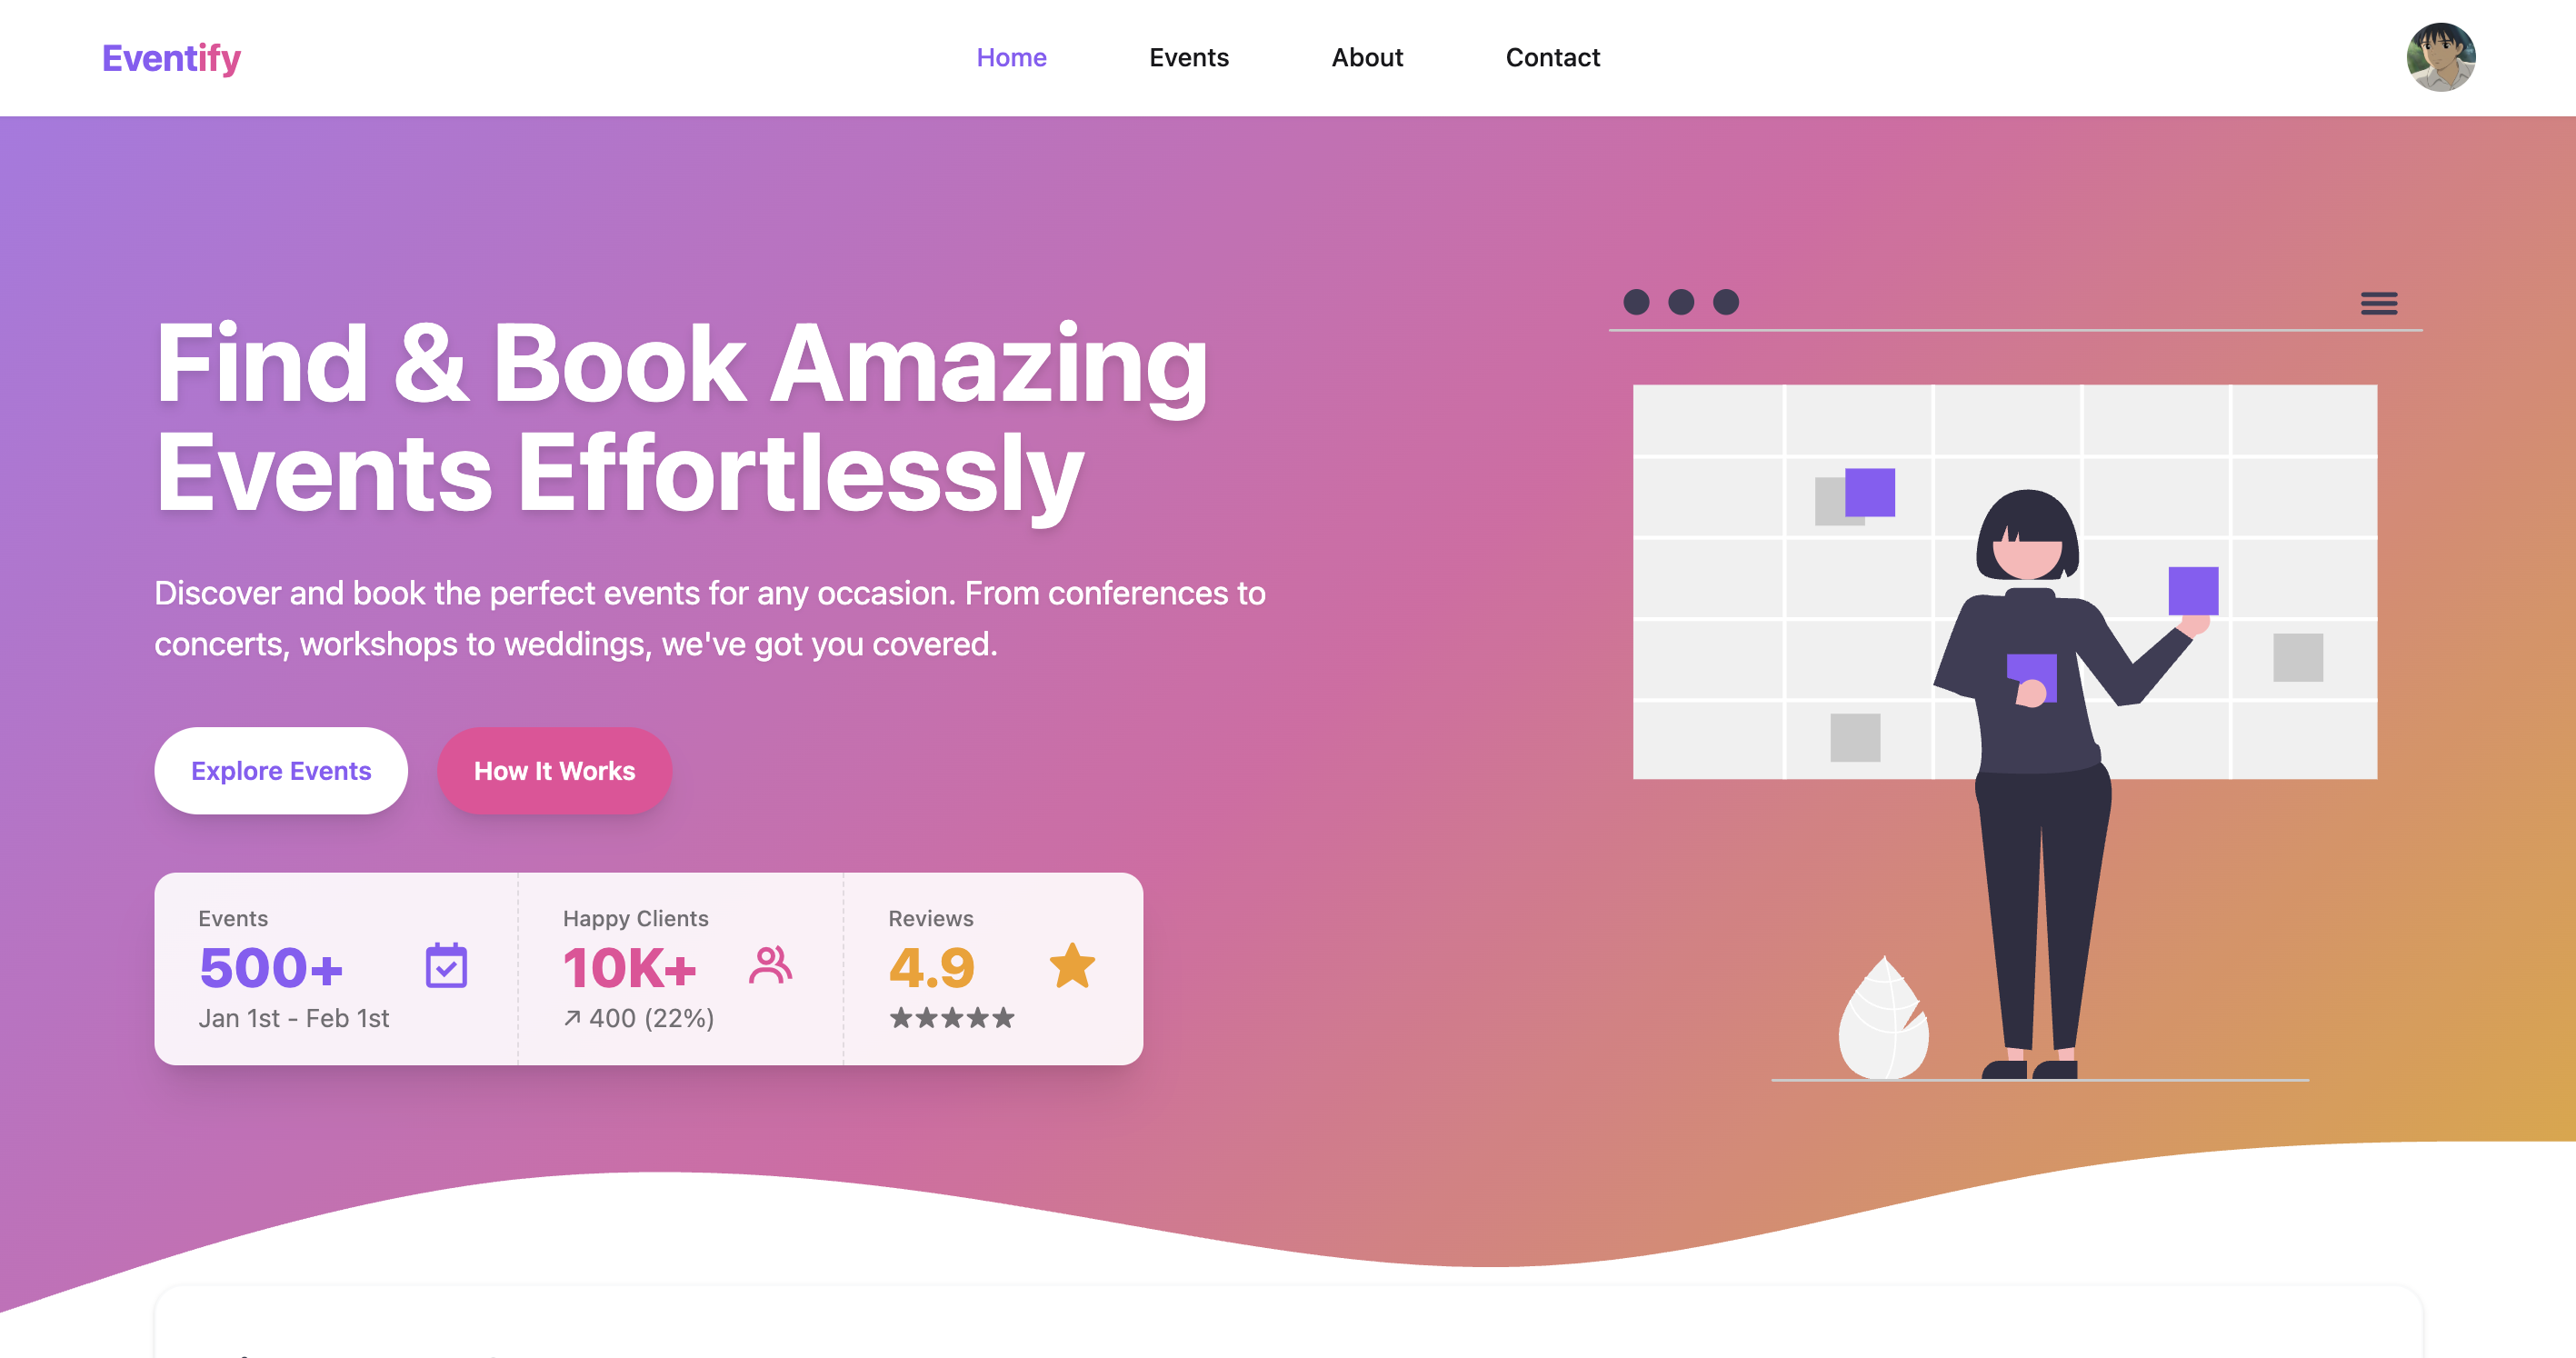 Eventify
Home
Events
About
Contact
Find & Book Amazing
Events Effortlessly
Discover and book the perfect events for any occasion. From conferences to
concerts, workshops to weddings, we've got you covered.
Explore Events
How It Works
Events
500+
Jan 1st - Feb 1st
Happy Clients
10K+
↗ 400 (22%)
Reviews
4.9
★★★★★